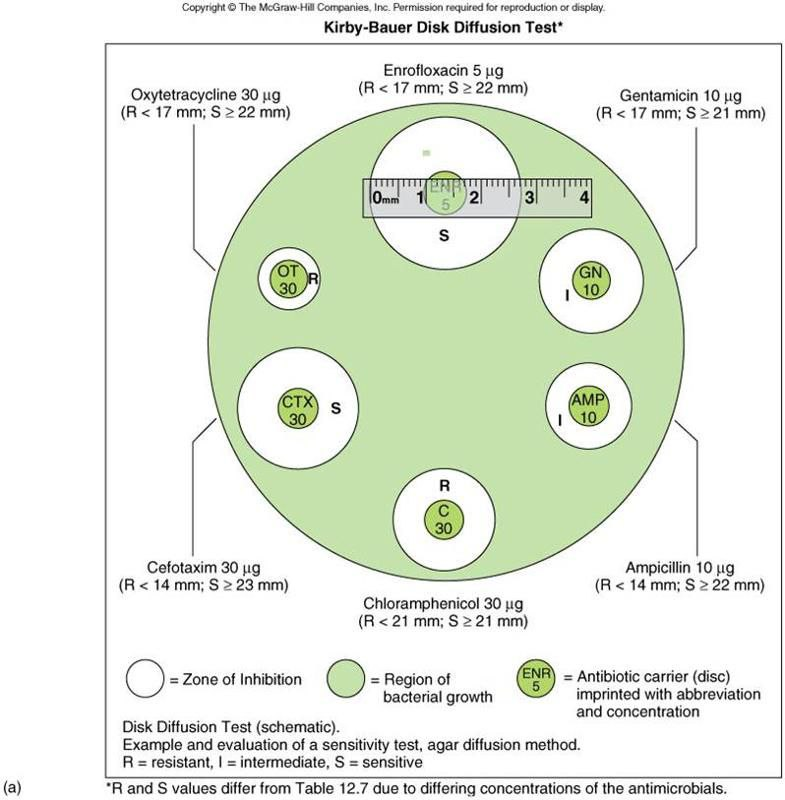 Copyright © The McGraw-Hill Companies, Inc. Permission required for reproduction or display.
Kirby-Bauer Disk Diffusion Test*
Enrofloxacin 5 µg
(R < 17 mm; S ≥ 22 mm)
Oxytetracycline 30 µg
(R < 17 mm; S ≥ 22 mm)
Gentamicin 10 µg
(R < 17 mm; S ≥ 21 mm)
ENR
0mm 1 2 3 4
5
S
OT
30
R
GN
10
I
CTX
30
S
AMP
10
I
R
C
30
Cefotaxim 30 µg
(R < 14 mm; S ≥ 23 mm)
Ampicillin 10 µg
(R < 14 mm; S ≥ 22 mm)
Chloramphenicol 30 µg
(R < 21 mm; S ≥ 21 mm)
= Zone of Inhibition
= Region of
bacterial growth
ENR
5
= Antibiotic carrier (disc)
imprinted with abbreviation
and concentration
Disk Diffusion Test (schematic).
Example and evaluation of a sensitivity test, agar diffusion method.
R = resistant, I = intermediate, S = sensitive
(a)
*R and S values differ from Table 12.7 due to differing concentrations of the antimicrobials.